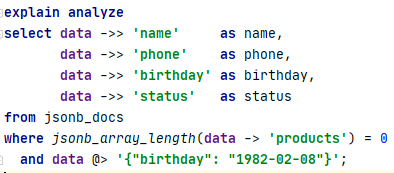 explain analyze
select data ->> 'name' as name,
data ->> 'phone' as phone,
data ->> 'birthday' as birthday,
data ->> 'status' as status
from jsonb_docs
where jsonb_array_length(data -> 'products') = 0
and data @> '{"birthday": "1982-02-08"}';